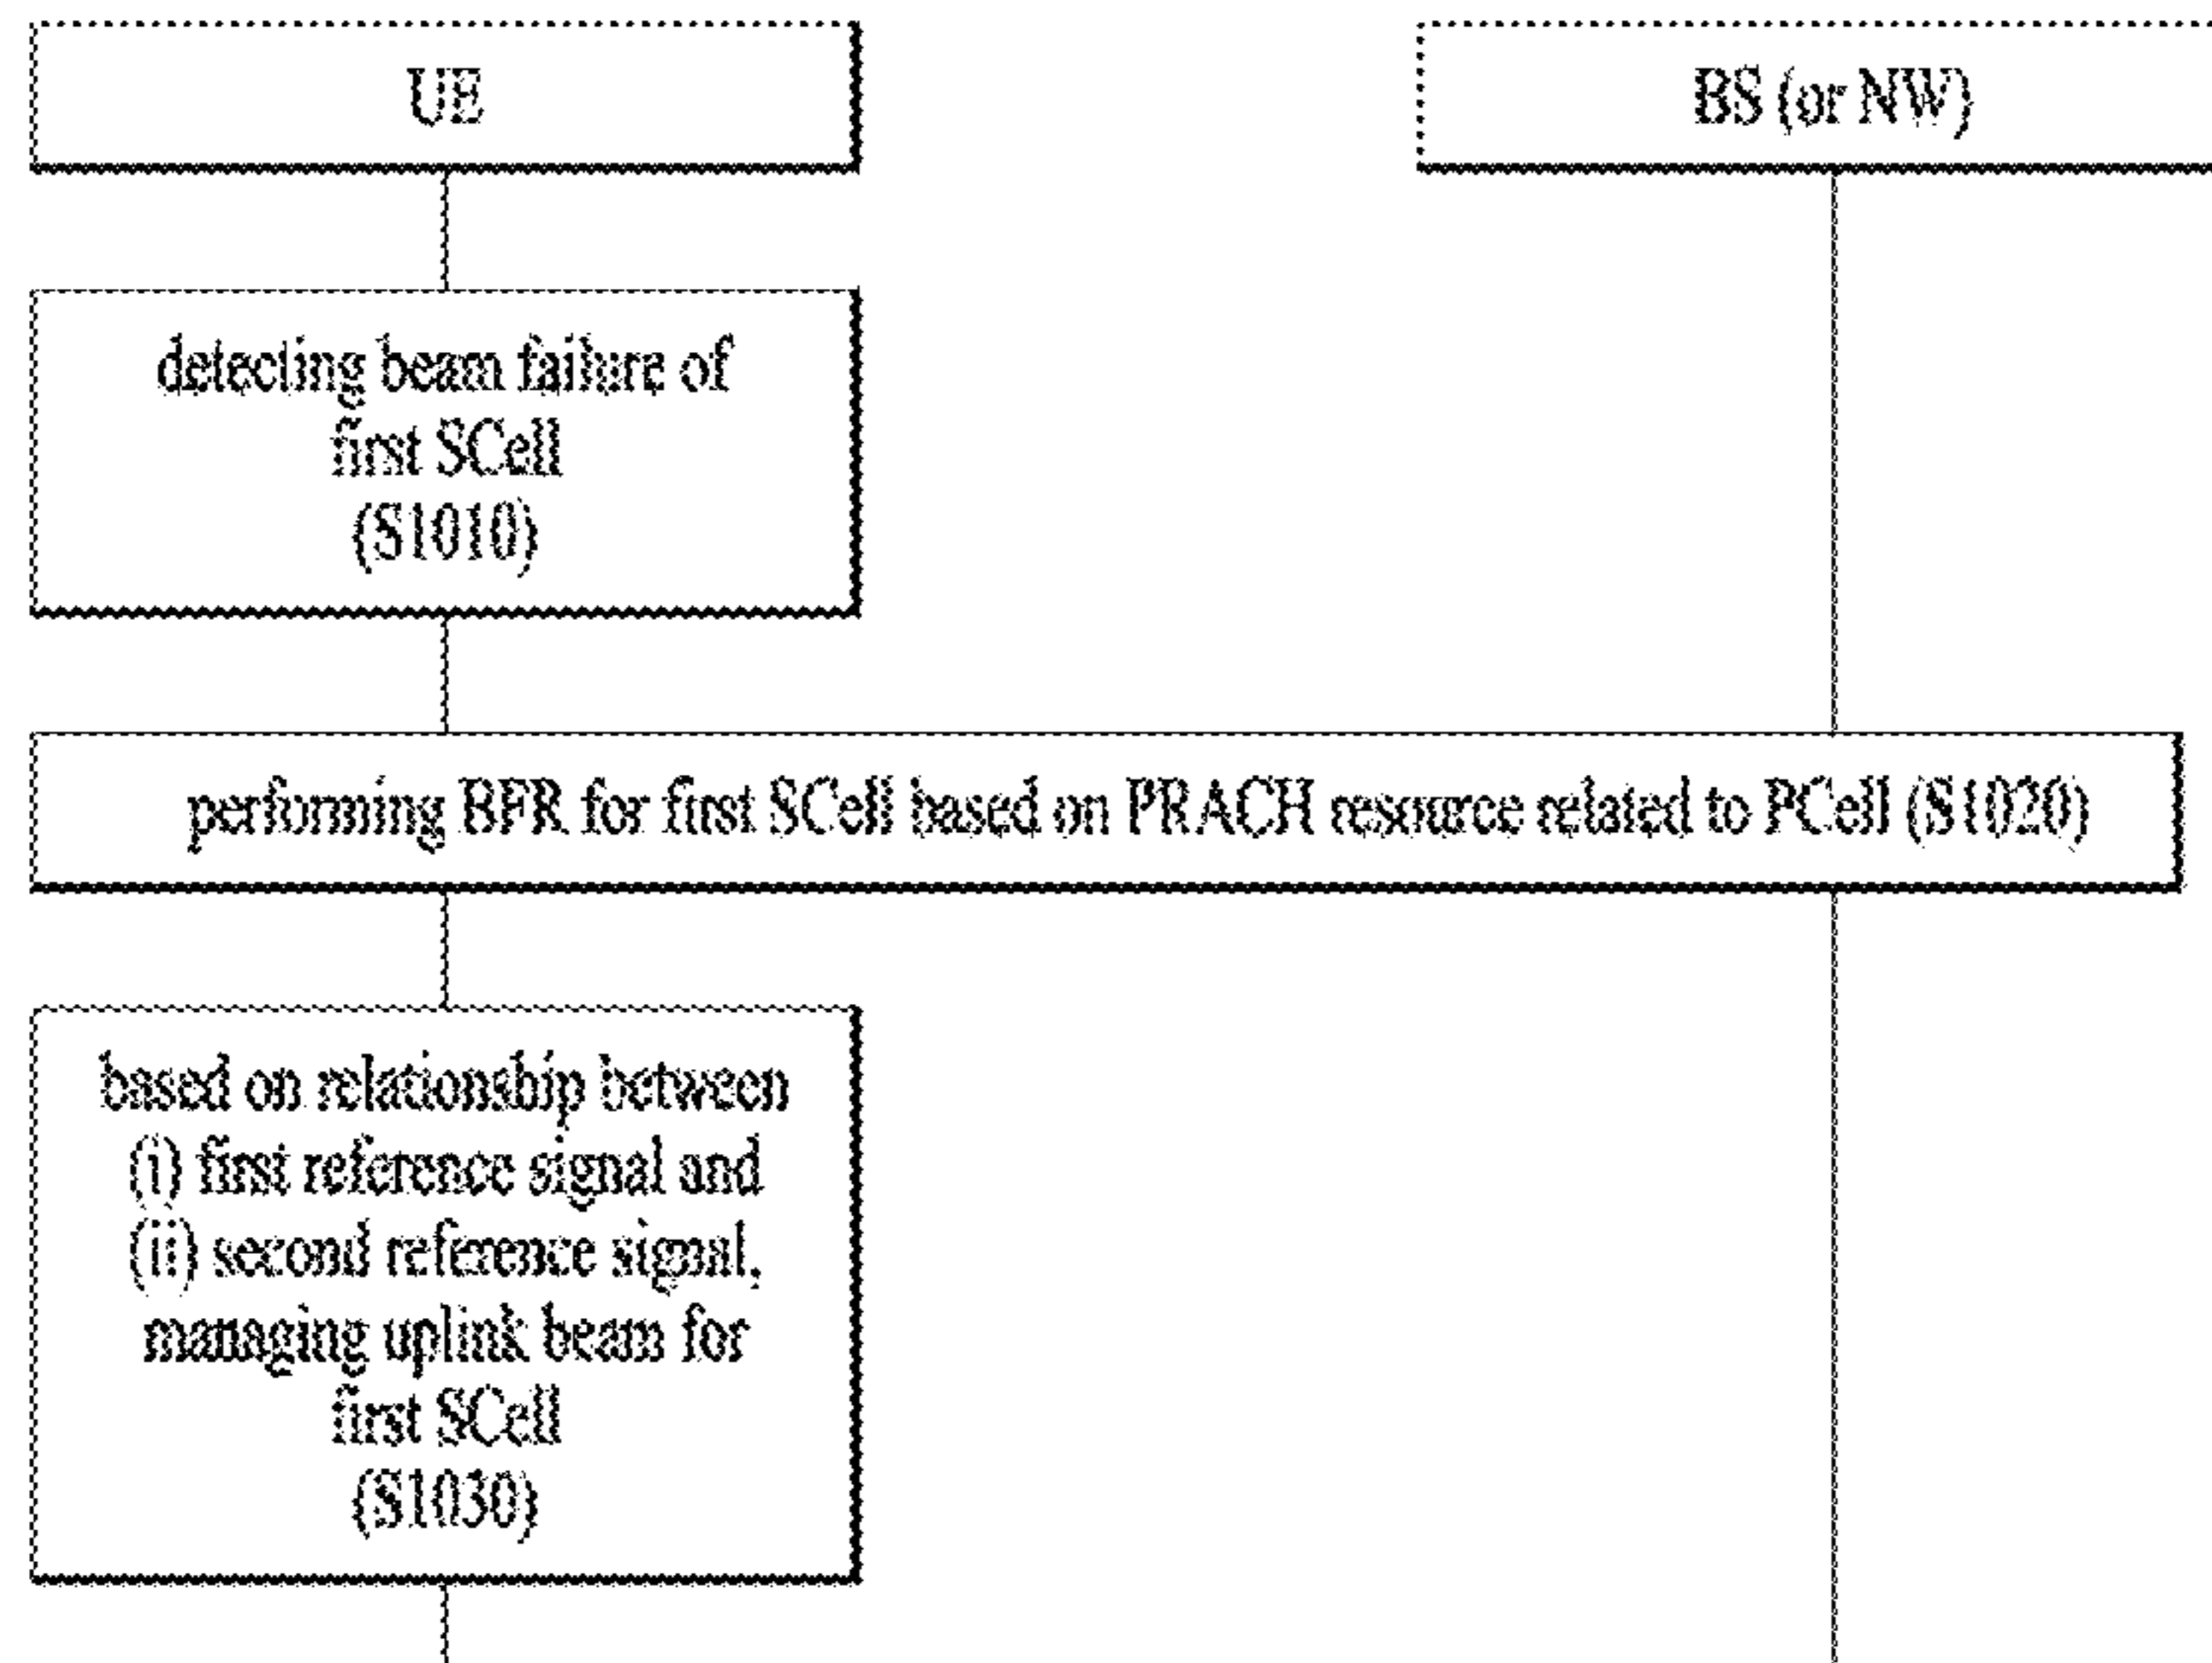 UE
BS (or NW)
detecting beam failure of
first SCell
(S1010)
performing BFR for first SCell based on PRACH resource related to PCell (S1020)
based on relationship between
(i) first reference signal and
(ii) second reference signal,
managing uplink beam for
first SCell
(S1030)